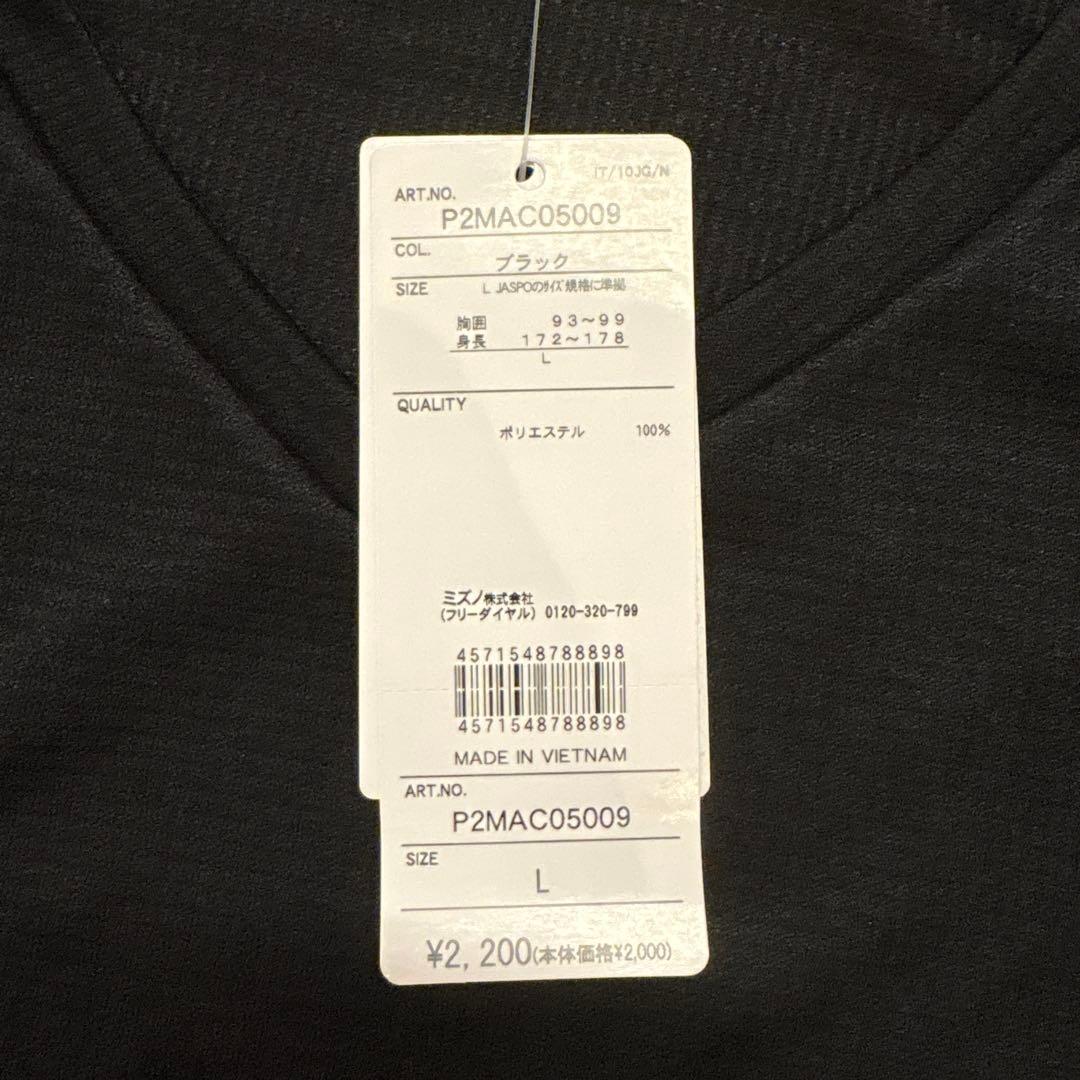 IT/10JG/N
ART.NO.
P2MAC05009
COL.
ブラック
SIZE L JASPOのサイズ規格に準拠
胸囲 93~99
身長 172~178
L
QUALITY
ポリエステル 100%
ミズノ株式会社
(フリーダイヤル) 0120-320-799
4571548788898
4571548788898
MADE IN VIETNAM
ART.NO.
P2MAC05009
SIZE
L
¥2,200(本体価格¥2,000)